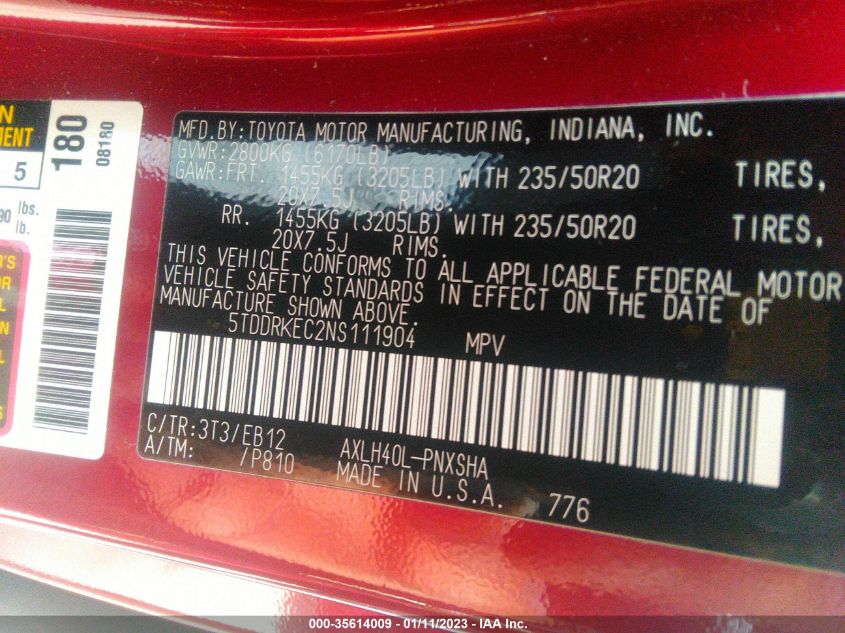 MFD.BY:TOYOTA MOTOR MANUFACTURING, INDIANA, INC.
GVWR:2800KG (6170LB)
GAWR:FRT. 1455KG (3205LB) WITH 235/50R20 TIRES,
20X7.5J RIMS.
RR. 1455KG (3205LB) WITH 235/50R20 TIRES,
20X7.5J RIMS.
THIS VEHICLE CONFORMS TO ALL APPLICABLE FEDERAL MOTOR
VEHICLE SAFETY STANDARDS IN EFFECT ON THE DATE OF
MANUFACTURE SHOWN ABOVE.
5TDDRKEC2NS111904 MPV
C/TR:3T3/EB12 AXLH40L-PNXSHA
A/TM: /P810 MADE IN U.S.A. 776
5
lbs.
lb.
180
08180
000-35614009 - 01/11/2023 - IAA Inc.